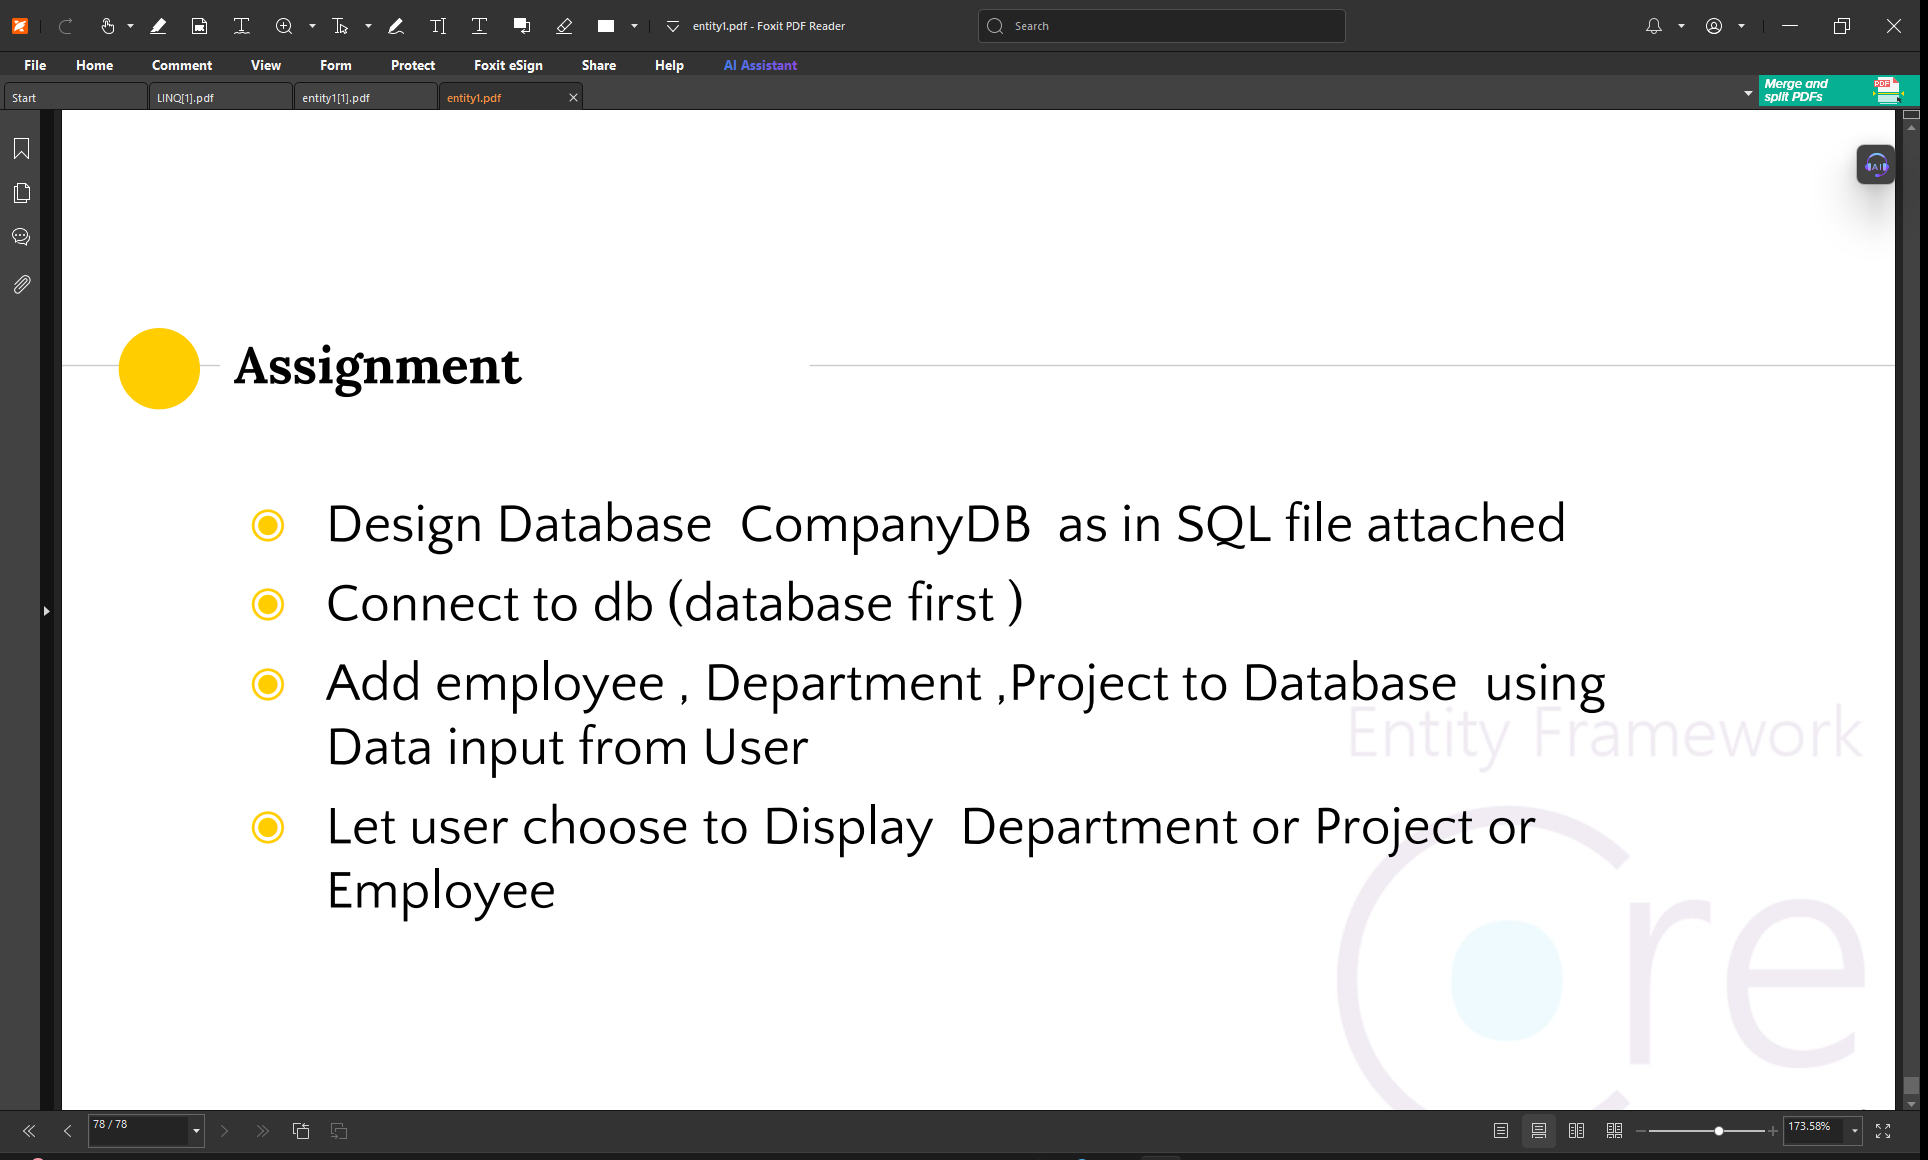 entity1.pdf - Foxit PDF Reader
Search
File Home Comment View Form Protect Foxit eSign Share Help AI Assistant
Start LINQ[1].pdf entity1[1].pdf entity1.pdf
Merge and
split PDFs
PDF
AI
Assignment
Design Database CompanyDB as in SQL file attached
Connect to db (database first )
Add employee , Department ,Project to Database using
Data input from User
Let user choose to Display Department or Project or
Employee
Entity Framework
Core
78 / 78
173.58%